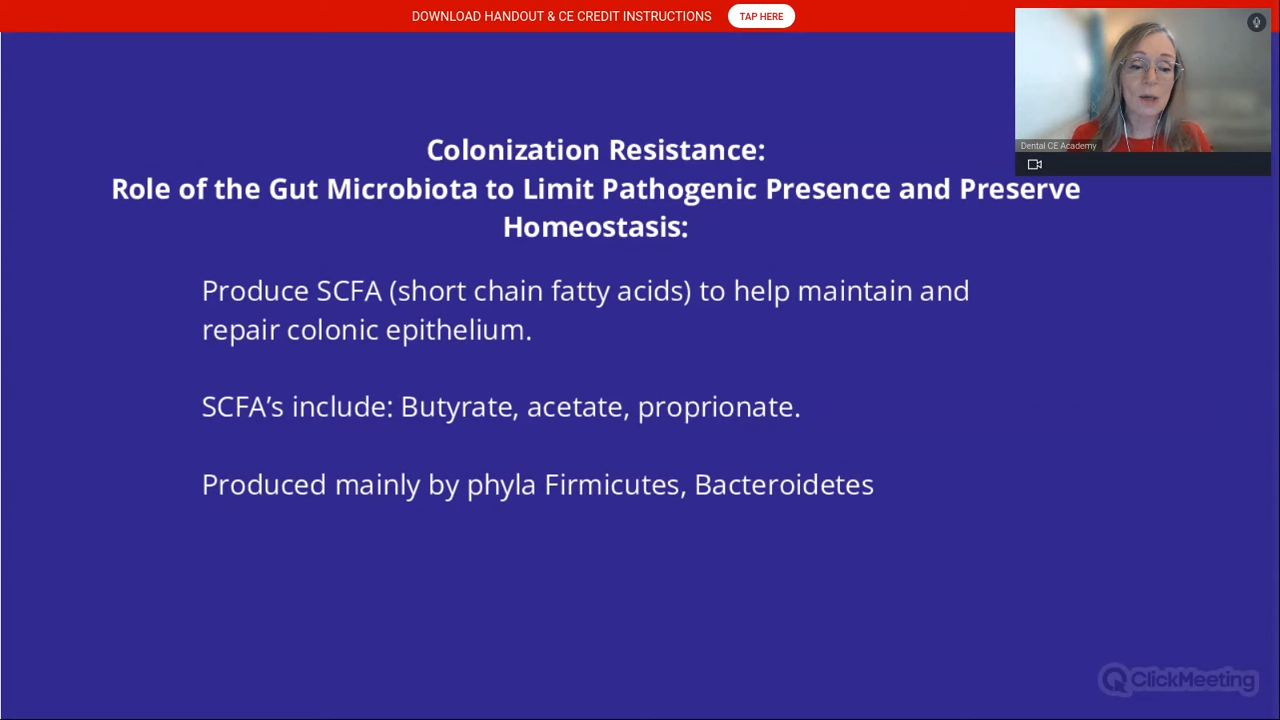 DOWNLOAD HANDOUT & CE CREDIT INSTRUCTIONS TAP HERE
Dental CE Academy
Colonization Resistance:
Role of the Gut Microbiota to Limit Pathogenic Presence and Preserve
Homeostasis:
Produce SCFA (short chain fatty acids) to help maintain and
repair colonic epithelium.
SCFA’s include: Butyrate, acetate, proprionate.
Produced mainly by phyla Firmicutes, Bacteroidetes
ClickMeeting